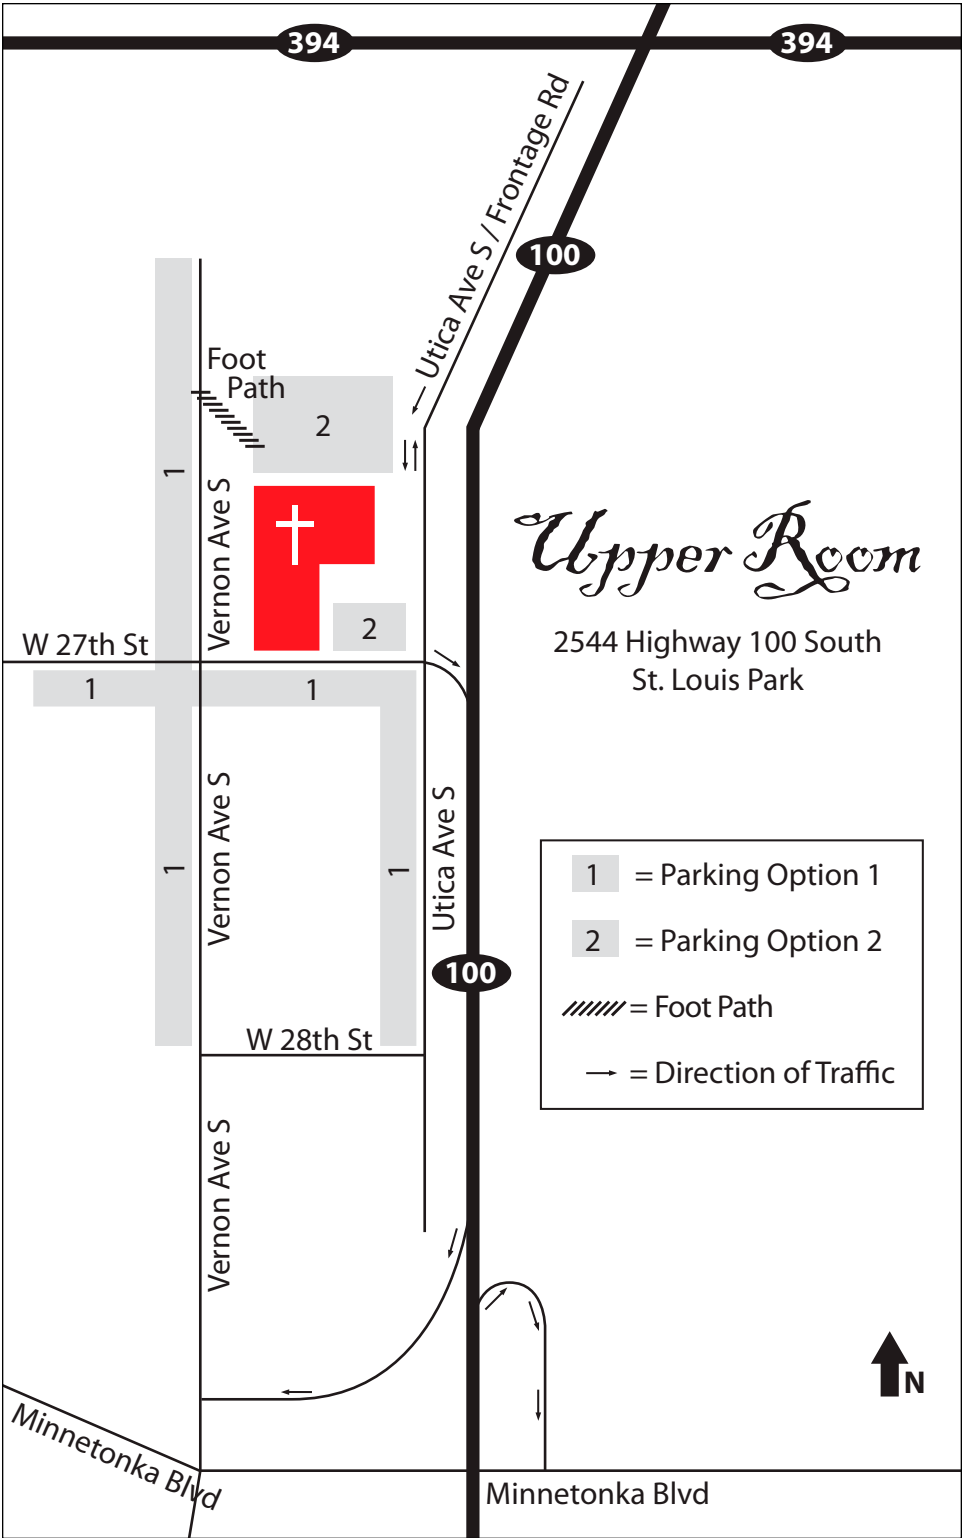 394
394
Utica Ave S / Frontage Rd
100
Foot
Path
2
1
Vernon Ave S
Upper Room
2544 Highway 100 South
St. Louis Park
2
W 27th St
1
1
Vernon Ave S
1
1
Utica Ave S
100
1 = Parking Option 1
2 = Parking Option 2
= Foot Path
= Direction of Traffic
W 28th St
Vernon Ave S
N
Minnetonka Blvd
Minnetonka Blvd